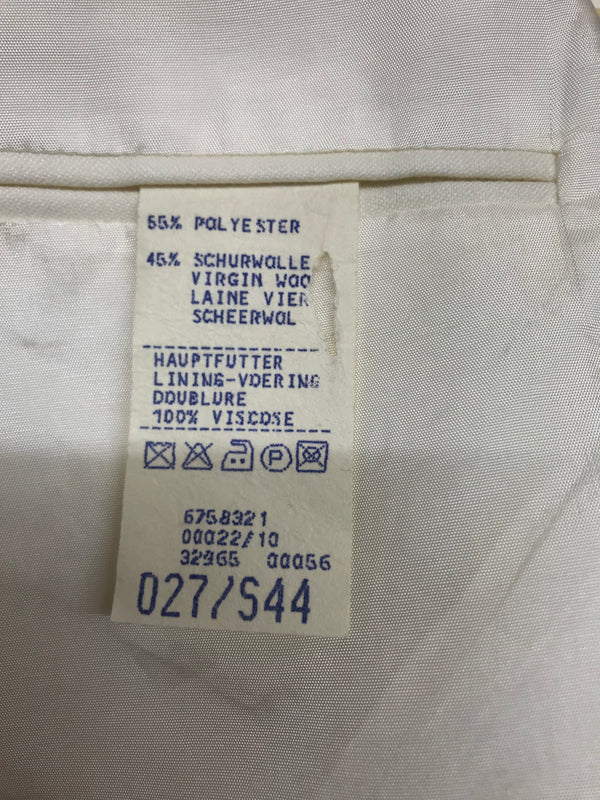 55% POLYESTER
45% SCHURWOLLE
VIRGIN WOO
LAINE VIER
SCHEERWOL
HAUPTFUTTER
LINING-VOERING
DOUBLURE
100% VISCOSE
P
6758321
00022/10
32965 00056
027/S44